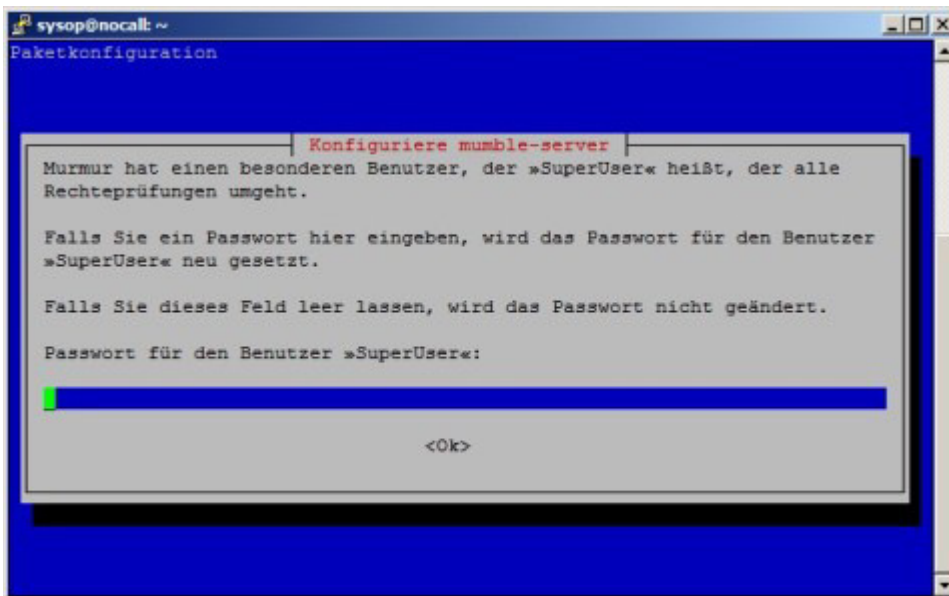 sysop@nocall: ~
Paketkonfiguration
Konfiguriere mumble-server
Murmur hat einen besonderen Benutzer, der »SuperUser« heißt, der alle
Rechteprüfungen umgeht.
Falls Sie ein Passwort hier eingeben, wird das Passwort für den Benutzer
»SuperUser« neu gesetzt.
Falls Sie dieses Feld leer lassen, wird das Passwort nicht geändert.
Passwort für den Benutzer »SuperUser«:
<Ok>